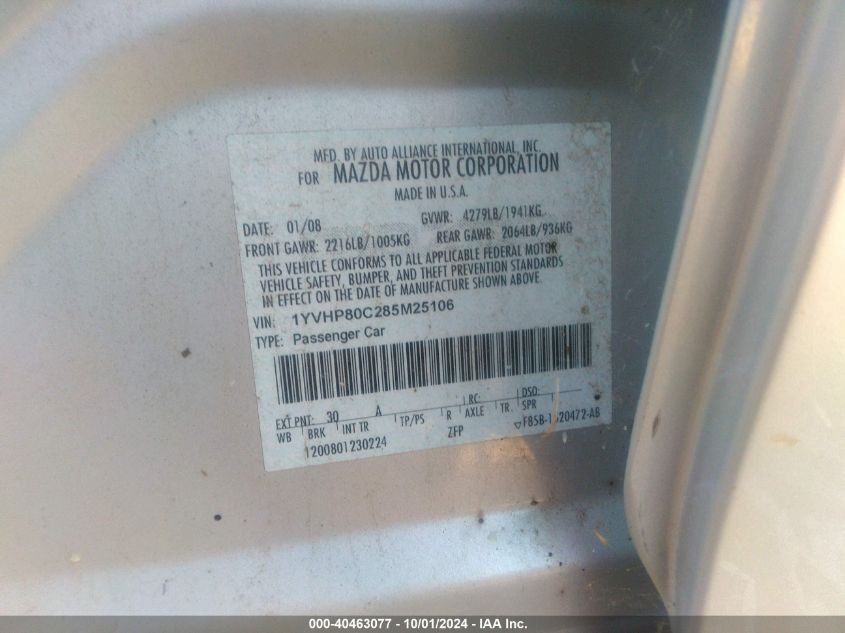 MFD. BY AUTO ALLIANCE INTERNATIONAL, INC.
FOR MAZDA MOTOR CORPORATION
MADE IN U.S.A.
DATE: 01/08 GVWR: 4279LB/1941KG
FRONT GAWR: 2216LB/1005KG REAR GAWR: 2064LB/936KG
THIS VEHICLE CONFORMS TO ALL APPLICABLE FEDERAL MOTOR
VEHICLE SAFETY, BUMPER, AND THEFT PREVENTION STANDARDS
IN EFFECT ON THE DATE OF MANUFACTURE SHOWN ABOVE.
VIN: 1YVHP80C285M25106
TYPE: Passenger Car
EXT PNT: 30 A RC: DSO:
WB BRK INT TR TP/PS R AXLE TR SPR
1200801230224 ZFP
000-40463077 - 10/01/2024 - IAA Inc.